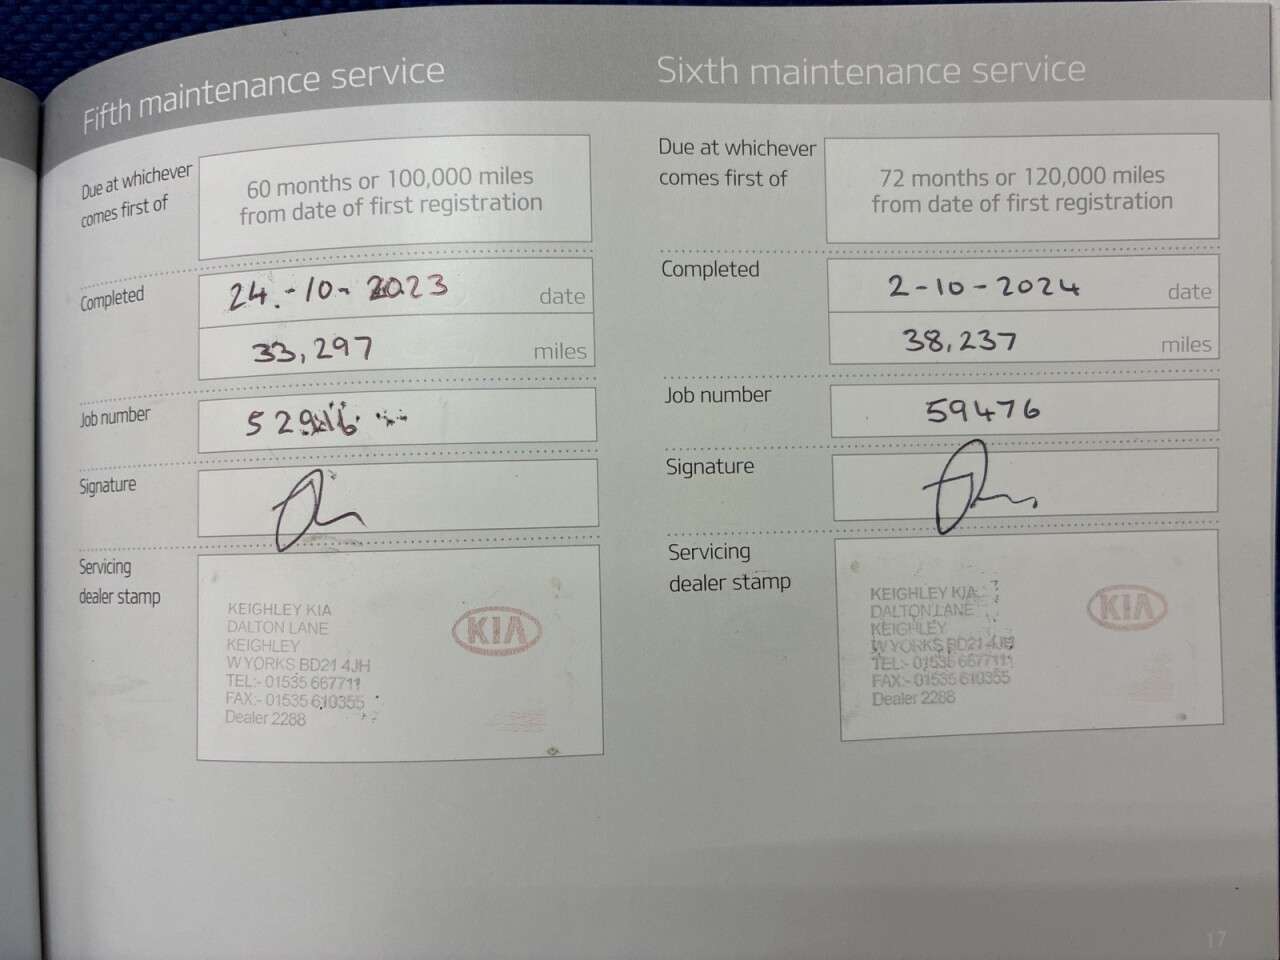 Fifth maintenance service
Due at whichever
comes first of
60 months or 100,000 miles
from date of first registration
Completed
24.-10-2023 date
33,297 miles
Job number
Signature
Servicing
dealer stamp
KEIGHLEY KIA
DALTON LANE
KEIGHLEY
W YORKS BD21 4JH
TEL:- 01535 667711
FAX:- 01535 610355
Dealer 2288
KIA
Sixth maintenance service
Due at whichever
comes first of
72 months or 120,000 miles
from date of first registration
Completed
2-10-2024 date
38,237 miles
Job number
59476
Signature
Servicing
dealer stamp
KEIGHLEY KIA
DALTON LANE
KEIGHLEY
W YORKS BD21 4JH
TEL:- 01535 667711
FAX:- 01535 610355
Dealer 2288
KIA
17